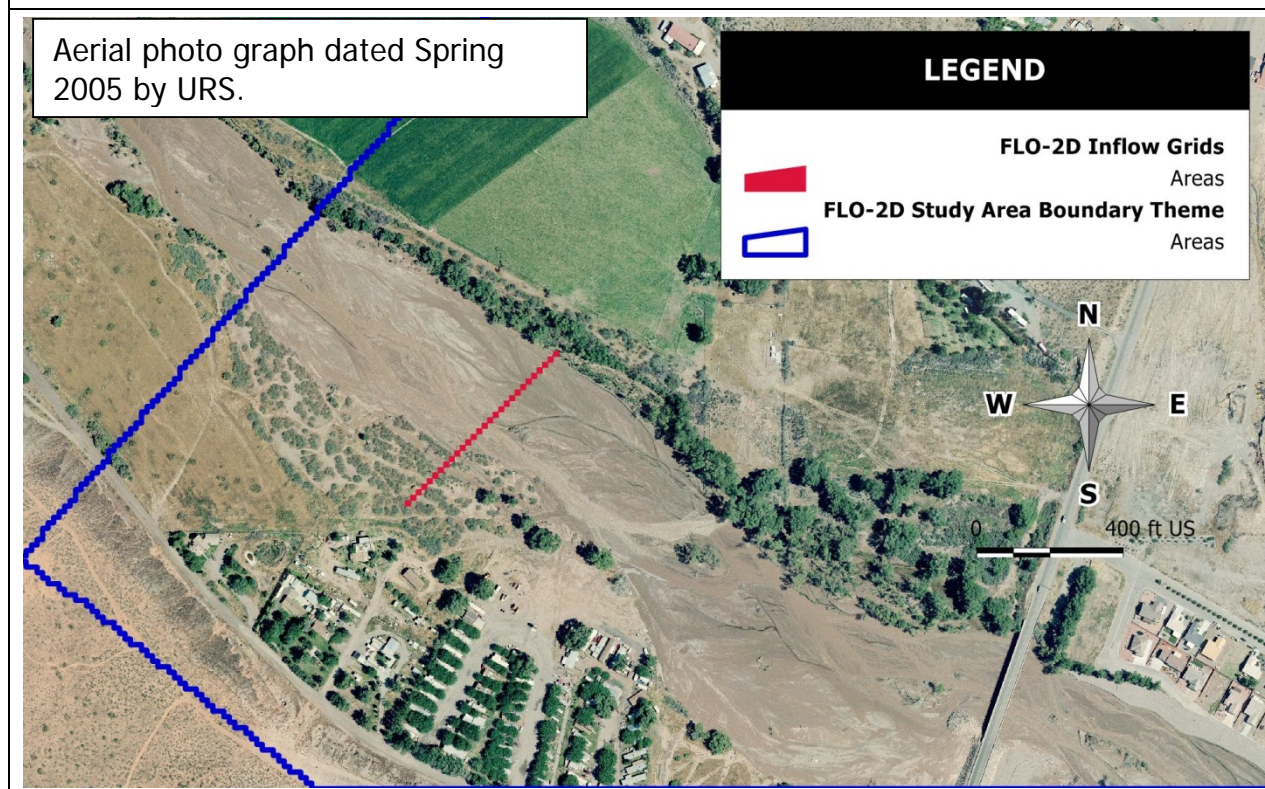 Aerial photo graph dated Spring
2005 by URS.
LEGEND
FLO-2D Inflow Grids
Areas
FLO-2D Study Area Boundary Theme
Areas
N
W E
S
0 400 ft US